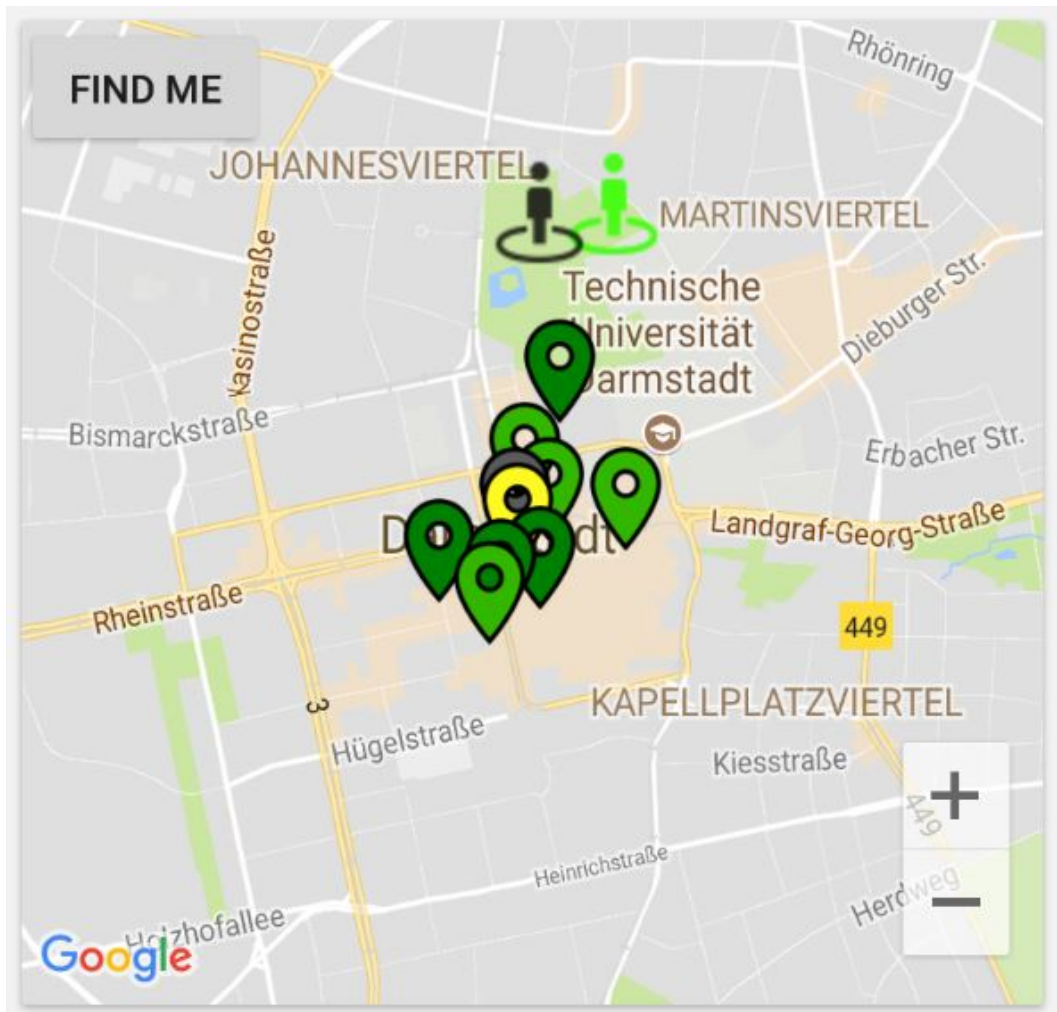 FIND ME
Rhönring
JOHANNESVIERTEL
MARTINSVIERTEL
Kasinostraße
Technische
Universität
Darmstadt
Dieburger Str.
Bismarckstraße
Erbacher Str.
Landgraf-Georg-Straße
Rheinstraße
449
3
KAPELLPLATZVIERTEL
Hügelstraße
Kiesstraße
449
Heinrichstraße
Herdweg
Holzhofallee
Google